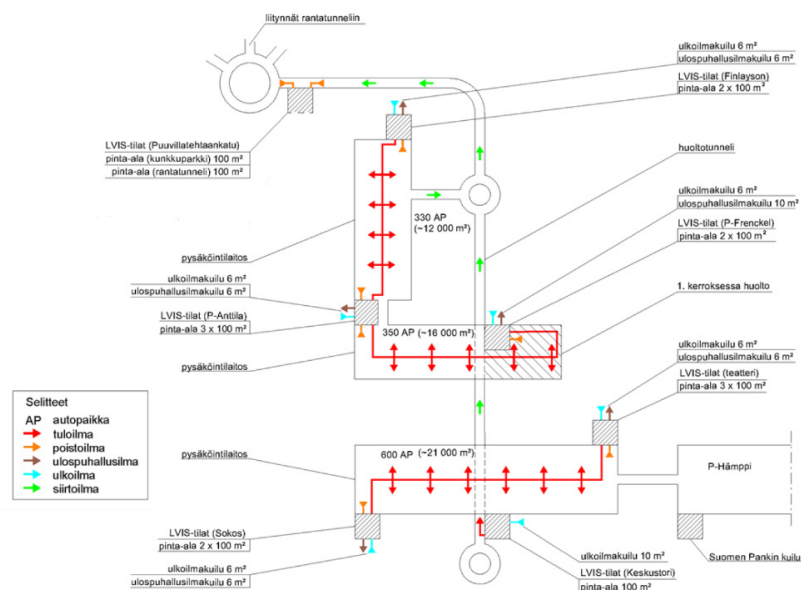 liitynnät rantatunneliin
ulkoilmakuilu 6 m²
ulospuhallusilmakuilu 6 m²
LVIS-tilat (Finlayson)
pinta-ala 2 x 100 m²
LVIS-tilat (Puuvillatehtaankatu)
pinta-ala (kunkkuparkki) 100 m²
pinta-ala (rantatunneli) 100 m²
huoltotunneli
ulkoilmakuilu 6 m²
ulospuhallusilmakuilu 10 m²
LVIS-tilat (P-Frenckel)
pinta-ala 2 x 100 m²
330 AP
(~12 000 m²)
pysäköintilaitos
ulkoilmakuilu 6 m²
ulospuhallusilmakuilu 6 m²
LVIS-tilat (P-Anttila)
pinta-ala 3 x 100 m²
1. kerroksessa huolto
350 AP (~16 000 m²)
pysäköintilaitos
ulkoilmakuilu 6 m²
ulospuhallusilmakuilu 6 m²
LVIS-tilat (teatteri)
pinta-ala 3 x 100 m²
Selitteet
AP autopaikka
tuloilma
poistoilma
ulospuhallusilma
ulkoilma
siirtoilma
pysäköintilaitos
600 AP (~21 000 m²)
P-Hämppi
LVIS-tilat (Sokos)
pinta-ala 2 x 100 m²
ulkoilmakuilu 6 m²
ulospuhallusilmakuilu 6 m²
ulkoilmakuilu 10 m²
LVIS-tilat (Keskustori)
pinta-ala 100 m²
Suomen Pankin kuilu